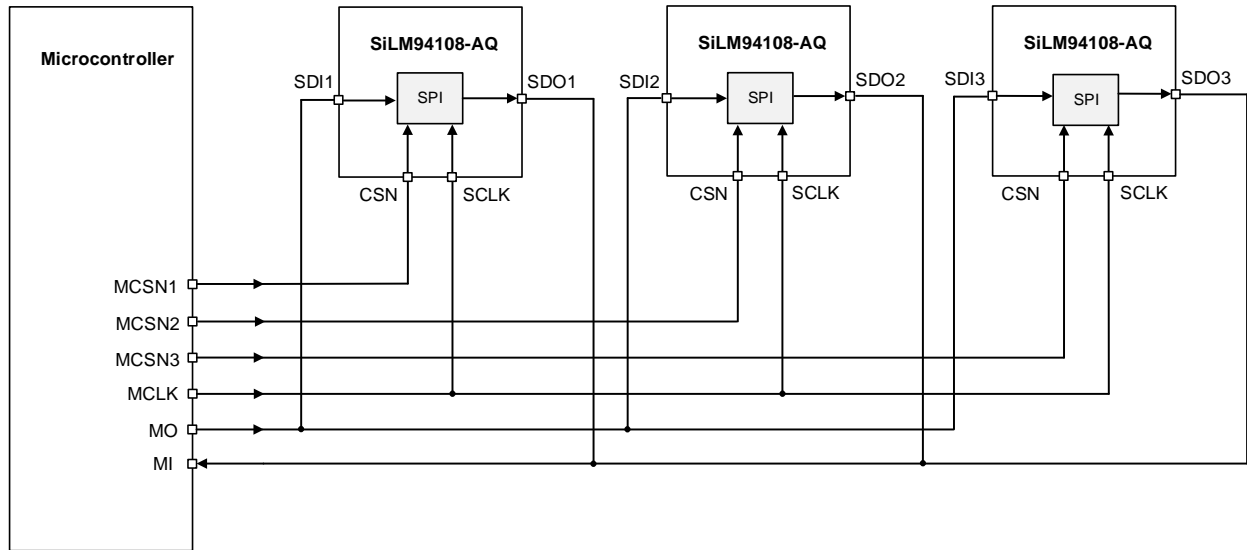 Microcontroller
MCSN1
MCSN2
MCSN3
MCLK
MO
MI
SiLM94108-AQ
SDI1
SPI
SDO1
CSN
SCLK
SiLM94108-AQ
SDI2
SPI
SDO2
CSN
SCLK
SiLM94108-AQ
SDI3
SPI
SDO3
CSN
SCLK